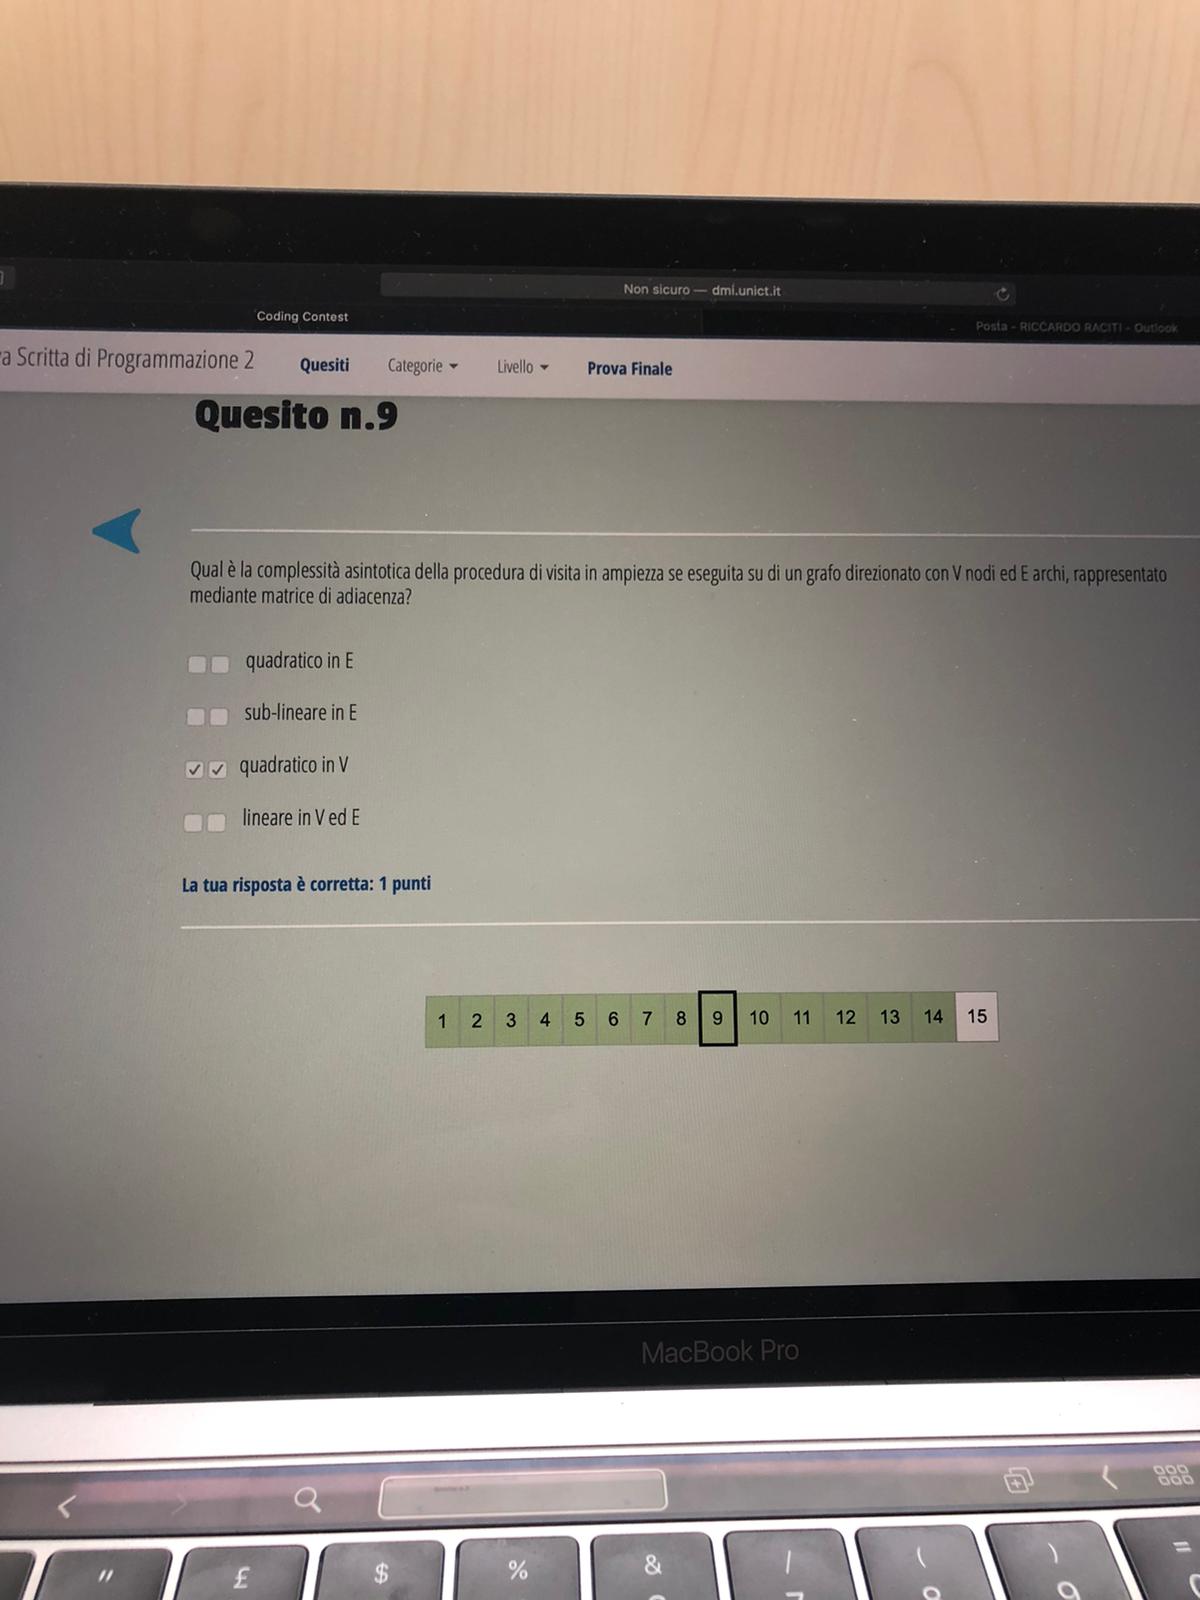 Non sicuro — dmi.unict.it
Coding Contest
Posta - RICCARDO RACITI - Outlook
a Scritta di Programmazione 2
Quesiti
Categorie
Livello
Prova Finale
Quesito n.9
Qual è la complessità asintotica della procedura di visita in ampiezza se eseguita su di un grafo direzionato con V nodi ed E archi, rappresentato
mediante matrice di adiacenza?
quadratico in E
sub-lineare in E
quadratico in V
lineare in V ed E
La tua risposta è corretta: 1 punti
1 2 3 4 5 6 7 8 9 10 11 12 13 14 15
MacBook Pro
" £ $ % & / ( ) =